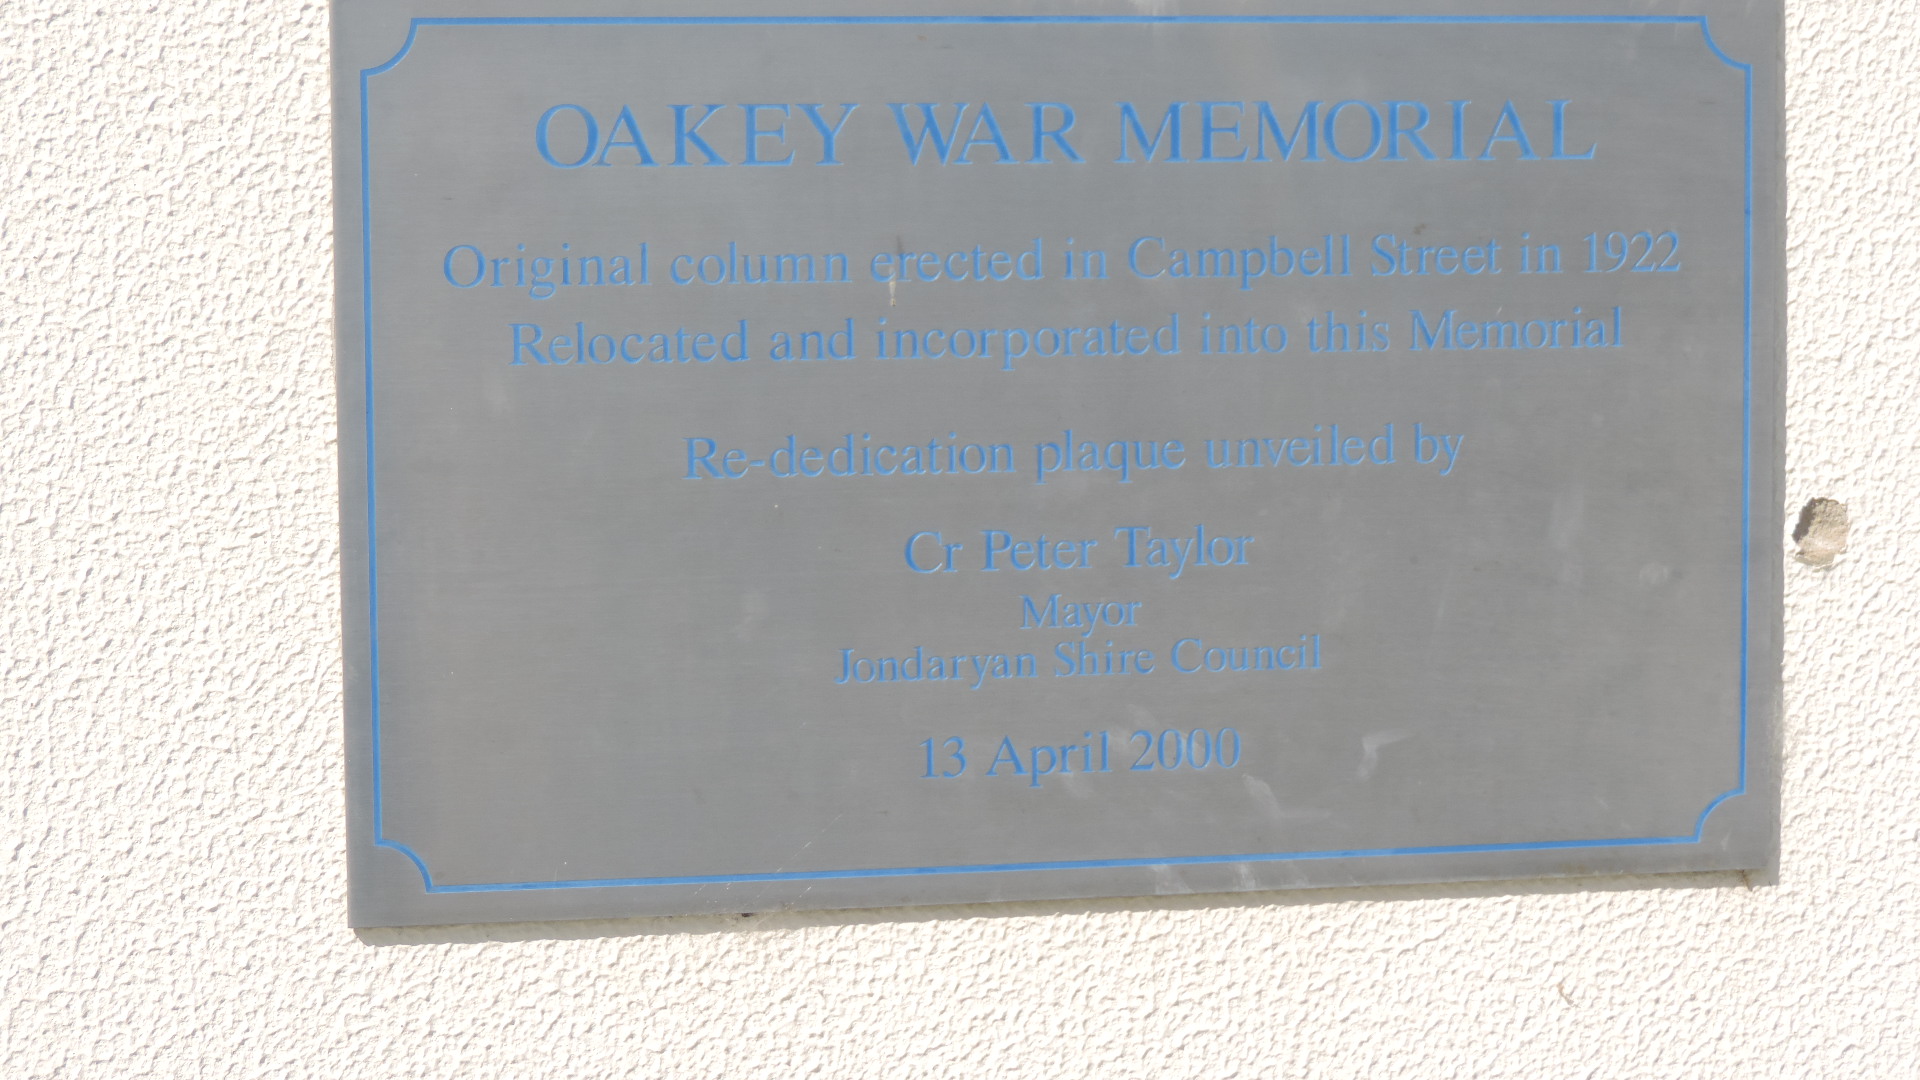 OAKEY WAR MEMORIAL
Original column erected in Campbell Street in 1922
Relocated and incorporated into this Memorial
Re-dedication plaque unveiled by
Cr Peter Taylor
Mayor
Jondaryan Shire Council
13 April 2000